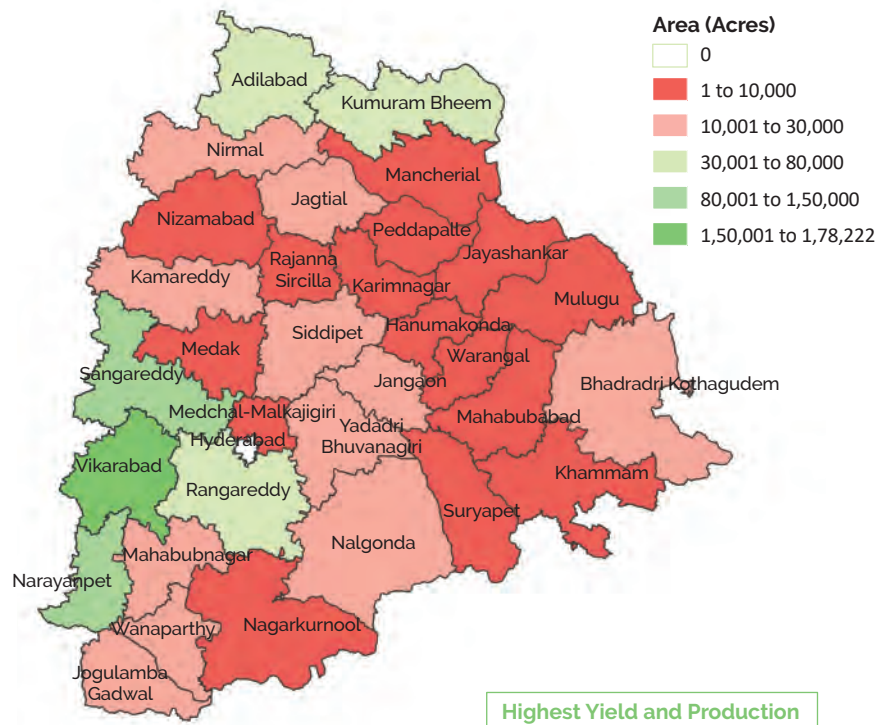 Area (Acres)
0
1 to 10,000
10,001 to 30,000
30,001 to 80,000
80,001 to 1,50,000
1,50,001 to 1,78,222
Adilabad
Kumuram Bheem
Nirmal
Mancherial
Jagtial
Nizamabad
Peddapalle
Jayashankar
Rajanna
Sircilla
Kamareddy
Karimnagar
Mulugu
Hanumakonda
Siddipet
Medak
Warangal
Sangareddy
Jangaon
Bhadradri Kothagudem
Medchal-Malkajigiri
Mahabubabad
Yadadri
Bhuvanagiri
Hyderabad
Vikarabad
Khammam
Rangareddy
Suryapet
Nalgonda
Mahabubnagar
Narayanpet
Wanaparthy
Nagarkurnool
Jogulamba
Gadwal
Highest Yield and Production